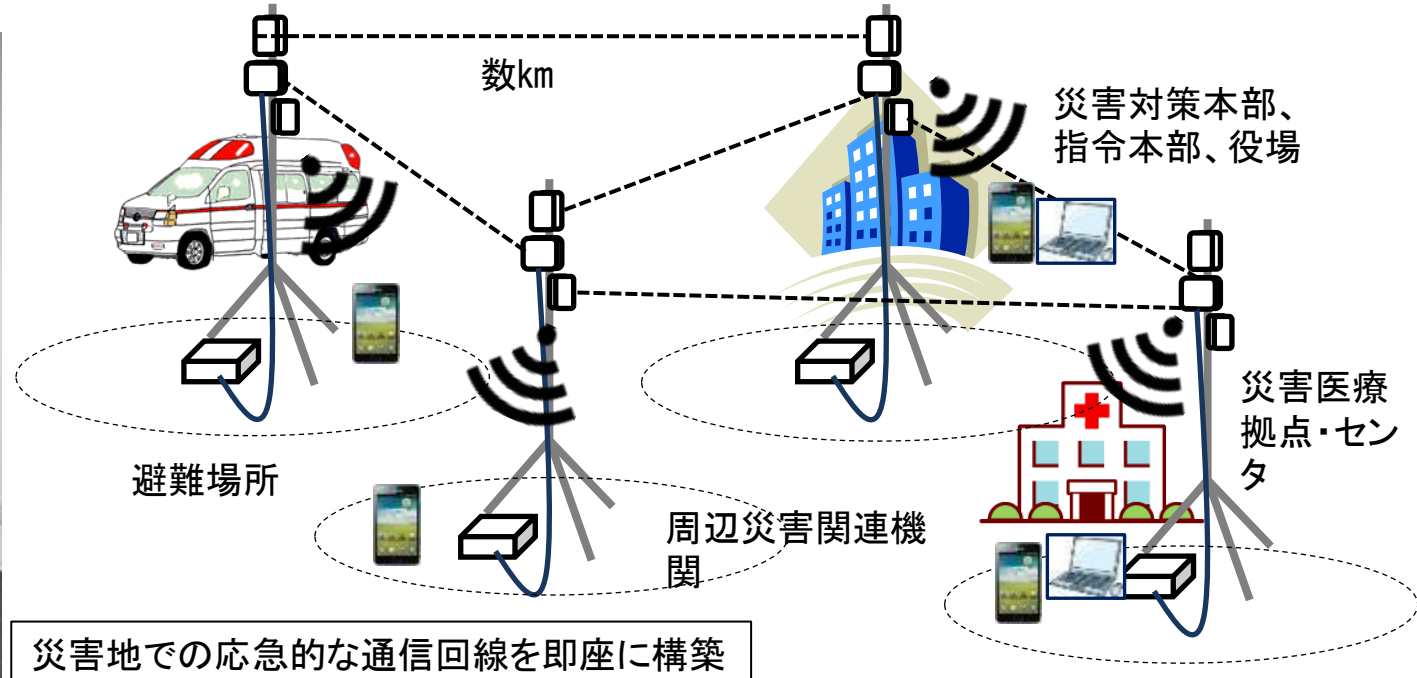 数km
災害対策本部、
指令本部、役場
災害医療
拠点・セン
タ
避難場所
周辺災害関連機
関
災害地での応急的な通信回線を即座に構築